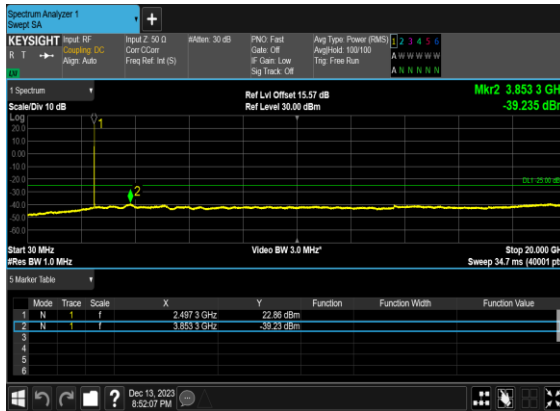 Spectrum Analyzer 1
Swept SA
+
KEYSIGHT Input: RF Input Z: 50 Ω #Atten: 30 dB PNO: Fast Avg Type: Power (RMS) 1 2 3 4 5 6
R T Coupling: DC Corr CCorr Gate: Off Avg|Hold: 100/100 A W W W W W
Align: Auto Freq Ref: Int (S) IF Gain: Low Trig: Free Run
Sig Track: Off A N N N N N
1 Spectrum Mkr2 3.853 3 GHz
Scale/Div 10 dB Ref Lvl Offset 15.57 dB
Ref Level 30.00 dBm -39.235 dBm
Log
1
20.0
10.0
0.00
-10.0
-20.0
DL1 -25.00 dB
-30.0
2
-40.0
-50.0
-60.0
Start 30 MHz Video BW 3.0 MHz* Stop 20.000 GH
#Res BW 1.0 MHz Sweep 34.7 ms (40001 pts
5 Marker Table
Mode Trace Scale X Y Function Function Width Function Value
1 N 1 f 2.497 3 GHz 22.86 dBm
2 N 1 f 3.853 3 GHz -39.23 dBm
3
4
5
6
? Dec 13, 2023
8:52:07 PM